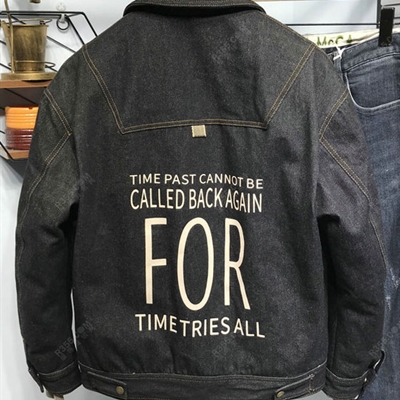 TIME PAST CANNOT BE
CALLED BACK AGAIN
FOR
TIME TRIES ALL